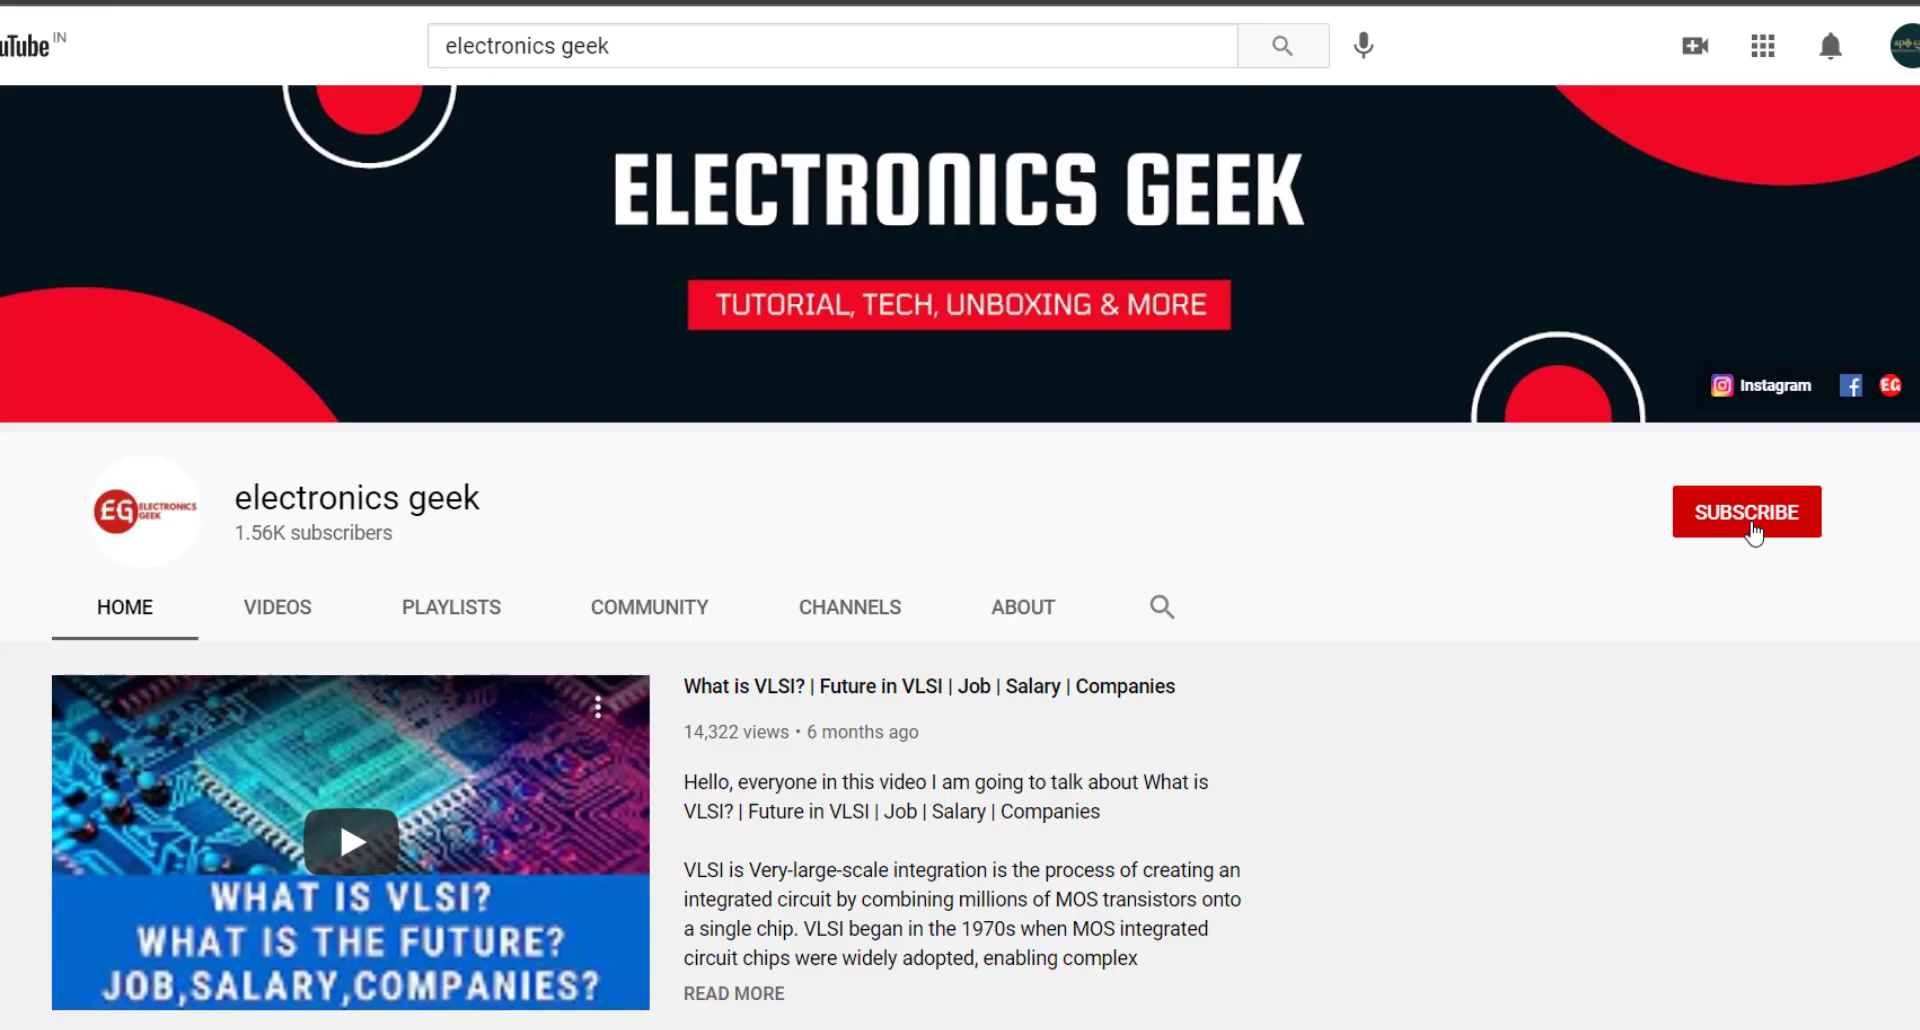 uTube IN
electronics geek
ELECTRONICS GEEK
TUTORIAL, TECH, UNBOXING & MORE
Instagram
EG
EG ELECTRONICS
GEEK
electronics geek
1.56K subscribers
SUBSCRIBE
HOME VIDEOS PLAYLISTS COMMUNITY CHANNELS ABOUT
What is VLSI? | Future in VLSI | Job | Salary | Companies
14,322 views • 6 months ago
Hello, everyone in this video I am going to talk about What is
VLSI? | Future in VLSI | Job | Salary | Companies
VLSI is Very-large-scale integration is the process of creating an
integrated circuit by combining millions of MOS transistors onto
a single chip. VLSI began in the 1970s when MOS integrated
circuit chips were widely adopted, enabling complex
READ MORE
WHAT IS VLSI?
WHAT IS THE FUTURE?
JOB,SALARY,COMPANIES?